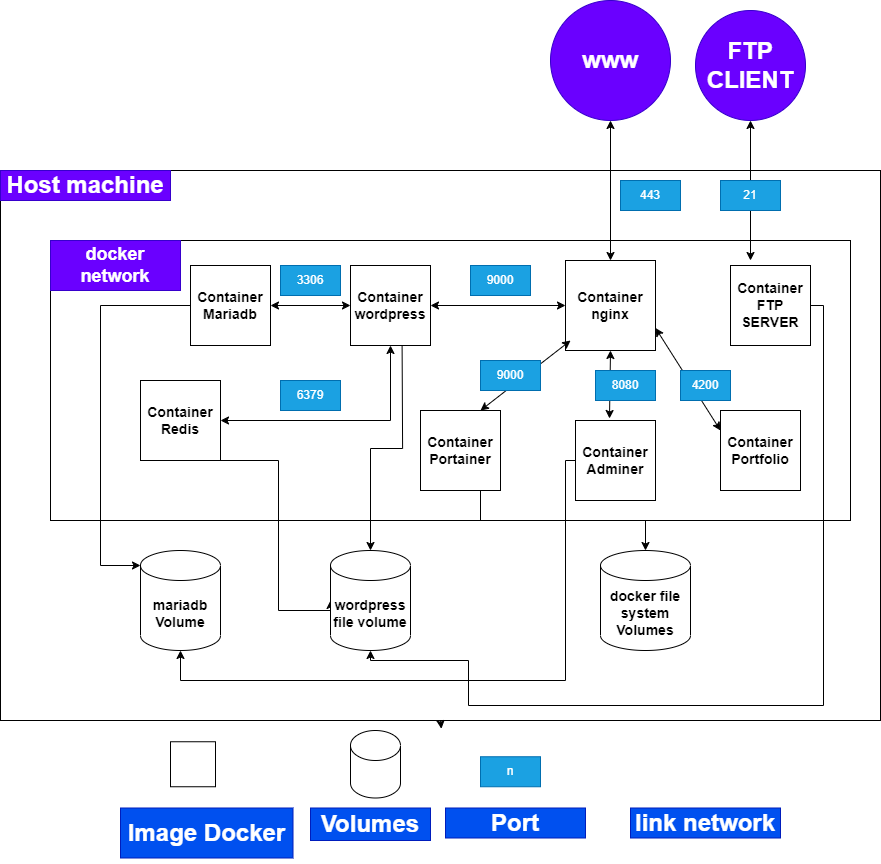 www
FTP
CLIENT
Host machine
443
21
docker
network
3306
9000
Container
Mariadb
Container
wordpress
Container
nginx
Container
FTP
SERVER
9000
8080
4200
6379
Container
Redis
Container
Portainer
Container
Adminer
Container
Portfolio
mariadb
Volume
wordpress
file volume
docker file
system
Volumes
n
Image Docker
Volumes
Port
link network